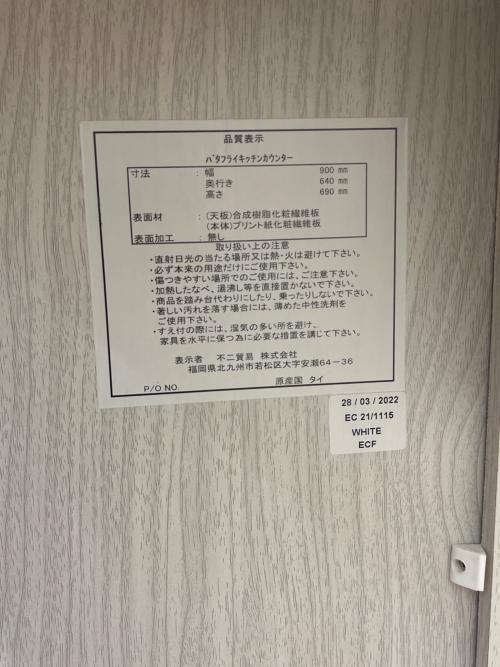 品質表示
バタフライキッチンカウンター
寸法 : 幅 900 mm
奥行き 640 mm
高さ 690 mm
表面材 : (天板)合成樹脂化粧繊維板
(本体)プリント紙化粧繊維板
表面加工 : 無し
取り扱い上の注意
・直射日光の当たる場所又は熱・火は避けて下さい。
・必ず本来の用途だけにご使用下さい。
・傷つきやすい場所でのご使用には、ご注意下さい。
・加熱したなべ、湯沸し等を直接置かないで下さい。
・商品を踏み台代わりにしたり、乗ったりしないで下さい。
・著しい汚れを落す場合には、薄めた中性洗剤を
ご使用下さい。
・すえ付の際には、湿気の多い所を避け、
家具を水平に保つ為に必要な措置を講じて下さい。
表示者 不二貿易 株式会社
福岡県北九州市若松区大字安瀬64-36
P/O NO. 原産国 タイ
28 / 03 / 2022
EC 21/1115
WHITE
ECF